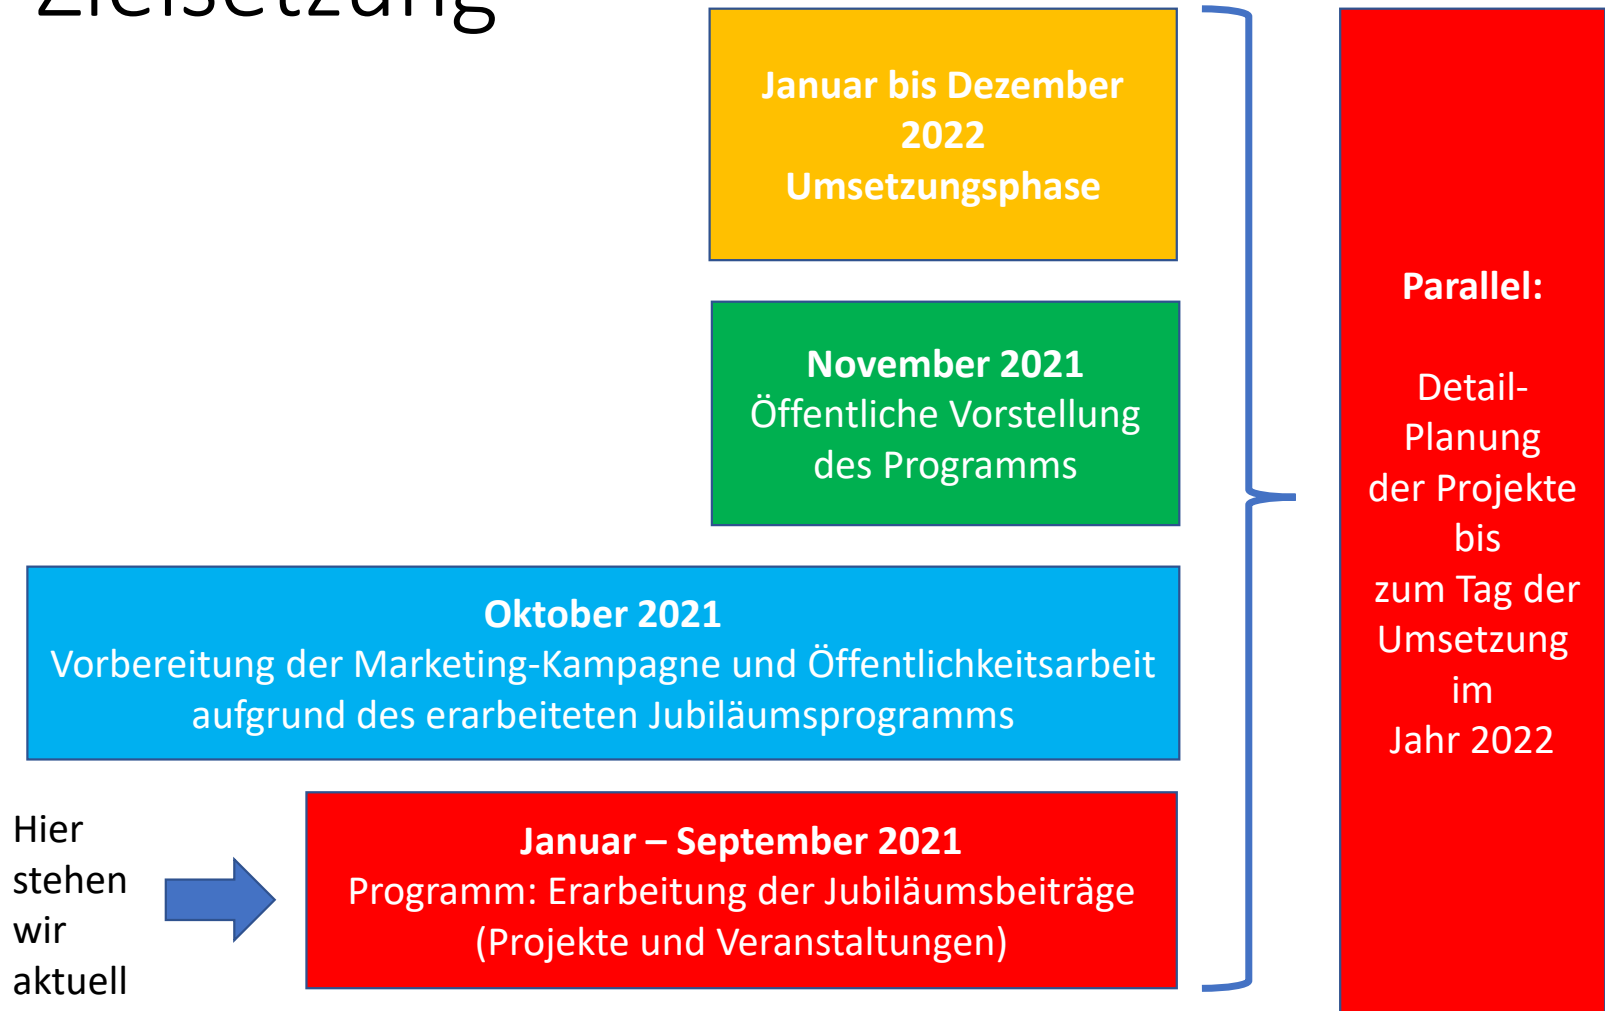 Zielsetzung
Januar bis Dezember
2022
Umsetzungsphase
November 2021
Öffentliche Vorstellung
des Programms
Oktober 2021
Vorbereitung der Marketing-Kampagne und Öffentlichkeitsarbeit
aufgrund des erarbeiteten Jubiläumsprogramms
Hier
stehen
wir
aktuell
Januar – September 2021
Programm: Erarbeitung der Jubiläumsbeiträge
(Projekte und Veranstaltungen)
Parallel:
Detail-
Planung
der Projekte
bis
zum Tag der
Umsetzung
im
Jahr 2022